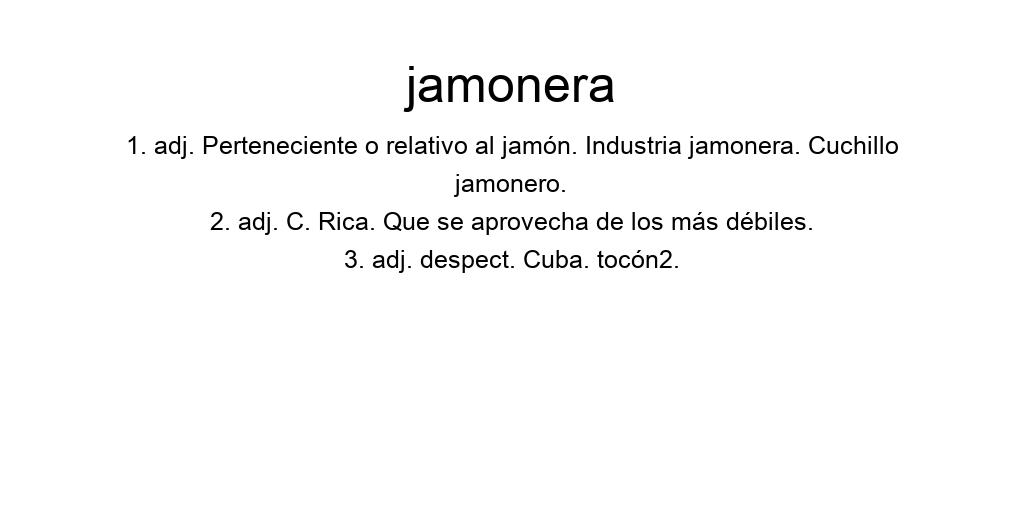 jamonera
1. adj. Perteneciente o relativo al jamón. Industria jamonera. Cuchillo
jamonero.
2. adj. C. Rica. Que se aprovecha de los más débiles.
3. adj. despect. Cuba. tocón2.